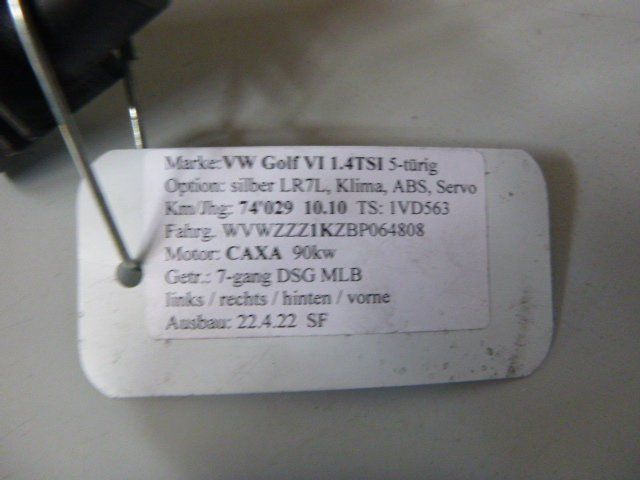 Marke:VW Golf VI 1.4TSI 5-türig
Option: silber LR7L, Klima, ABS, Servo
Km/Jhg: 74'029 10.10 TS: 1VD563
Fahrg. WVWZZZ1KZBP064808
Motor: CAXA 90kw
Getr.: 7-gang DSG MLB
links / rechts / hinten / vorne
Ausbau: 22.4.22 SF